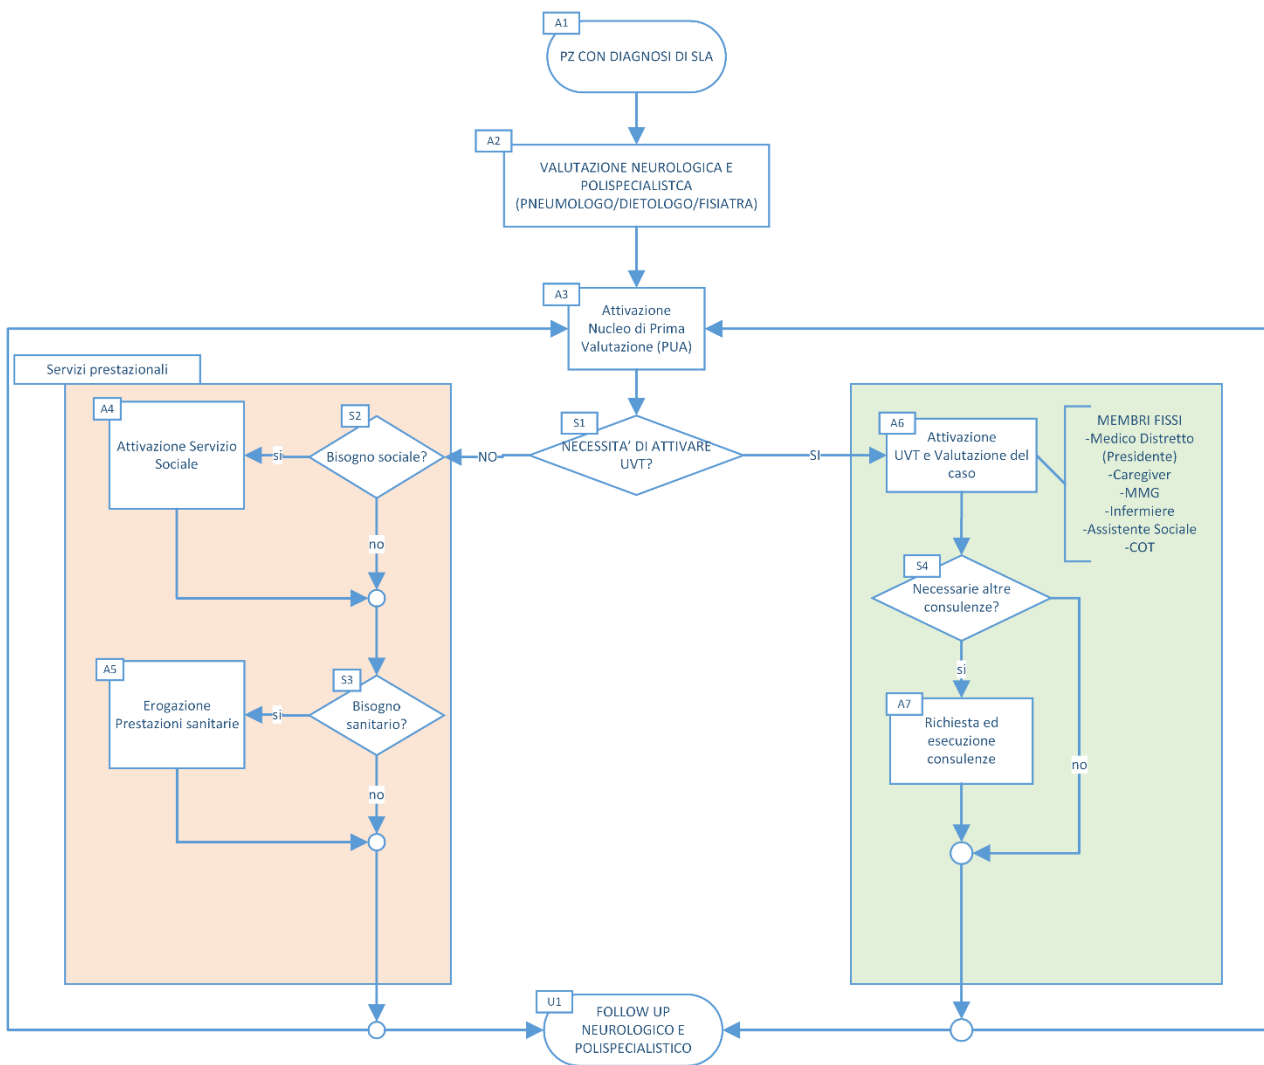 A1
PZ CON DIAGNOSI DI SLA
A2
VALUTAZIONE NEUROLOGICA E
POLISPECIALISTCA
(PNEUMOLOGO/DIETOLOGO/FISIATRA)
A3
Attivazione
Nucleo di Prima
Valutazione (PUA)
Servizi prestazionali
A4
Attivazione Servizio
Sociale
si
S2
Bisogno sociale?
NO
S1
NECESSITA’ DI ATTIVARE
UVT?
SI
A6
Attivazione
UVT e Valutazione del
caso
MEMBRI FISSI
-Medico Distretto
(Presidente)
-Caregiver
-MMG
-Infermiere
-Assistente Sociale
-COT
no
S4
Necessarie altre
consulenze?
A5
Erogazione
Prestazioni sanitarie
si
S3
Bisogno
sanitario?
si
A7
Richiesta ed
esecuzione
consulenze
no
no
U1
FOLLOW UP
NEUROLOGICO E
POLISPECIALISTICO